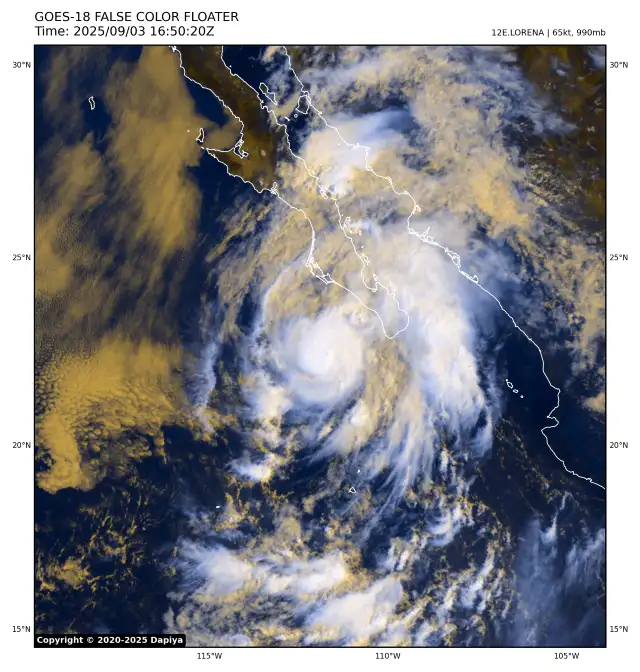 GOES-18 FALSE COLOR FLOATER
Time: 2025/09/03 16:50:20Z
12E.LORENA | 65kt, 990mb
30°N 30°N
25°N 25°N
20°N 20°N
15°N 15°N
Copyright © 2020-2025 Dapiya
115°W 110°W 105°W